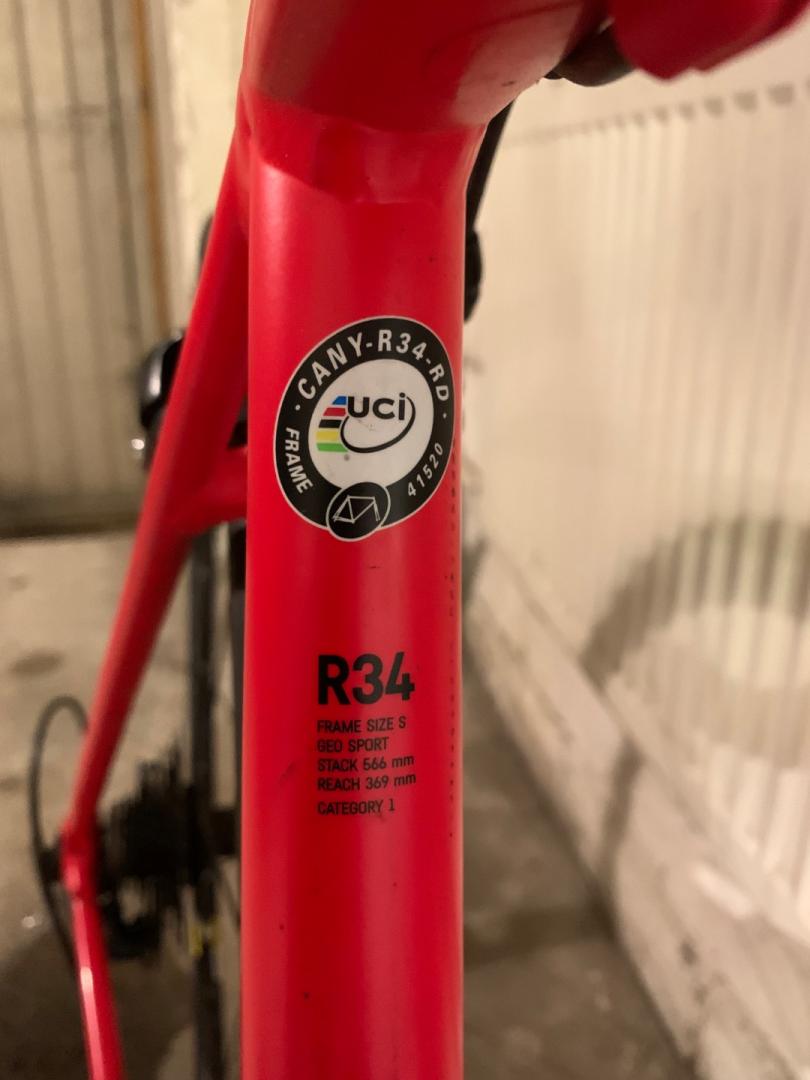 CANY-R34-RD
UCI
FRAME
41520
R34
FRAME SIZE S
GEO SPORT
STACK 566 mm
REACH 369 mm
CATEGORY 1